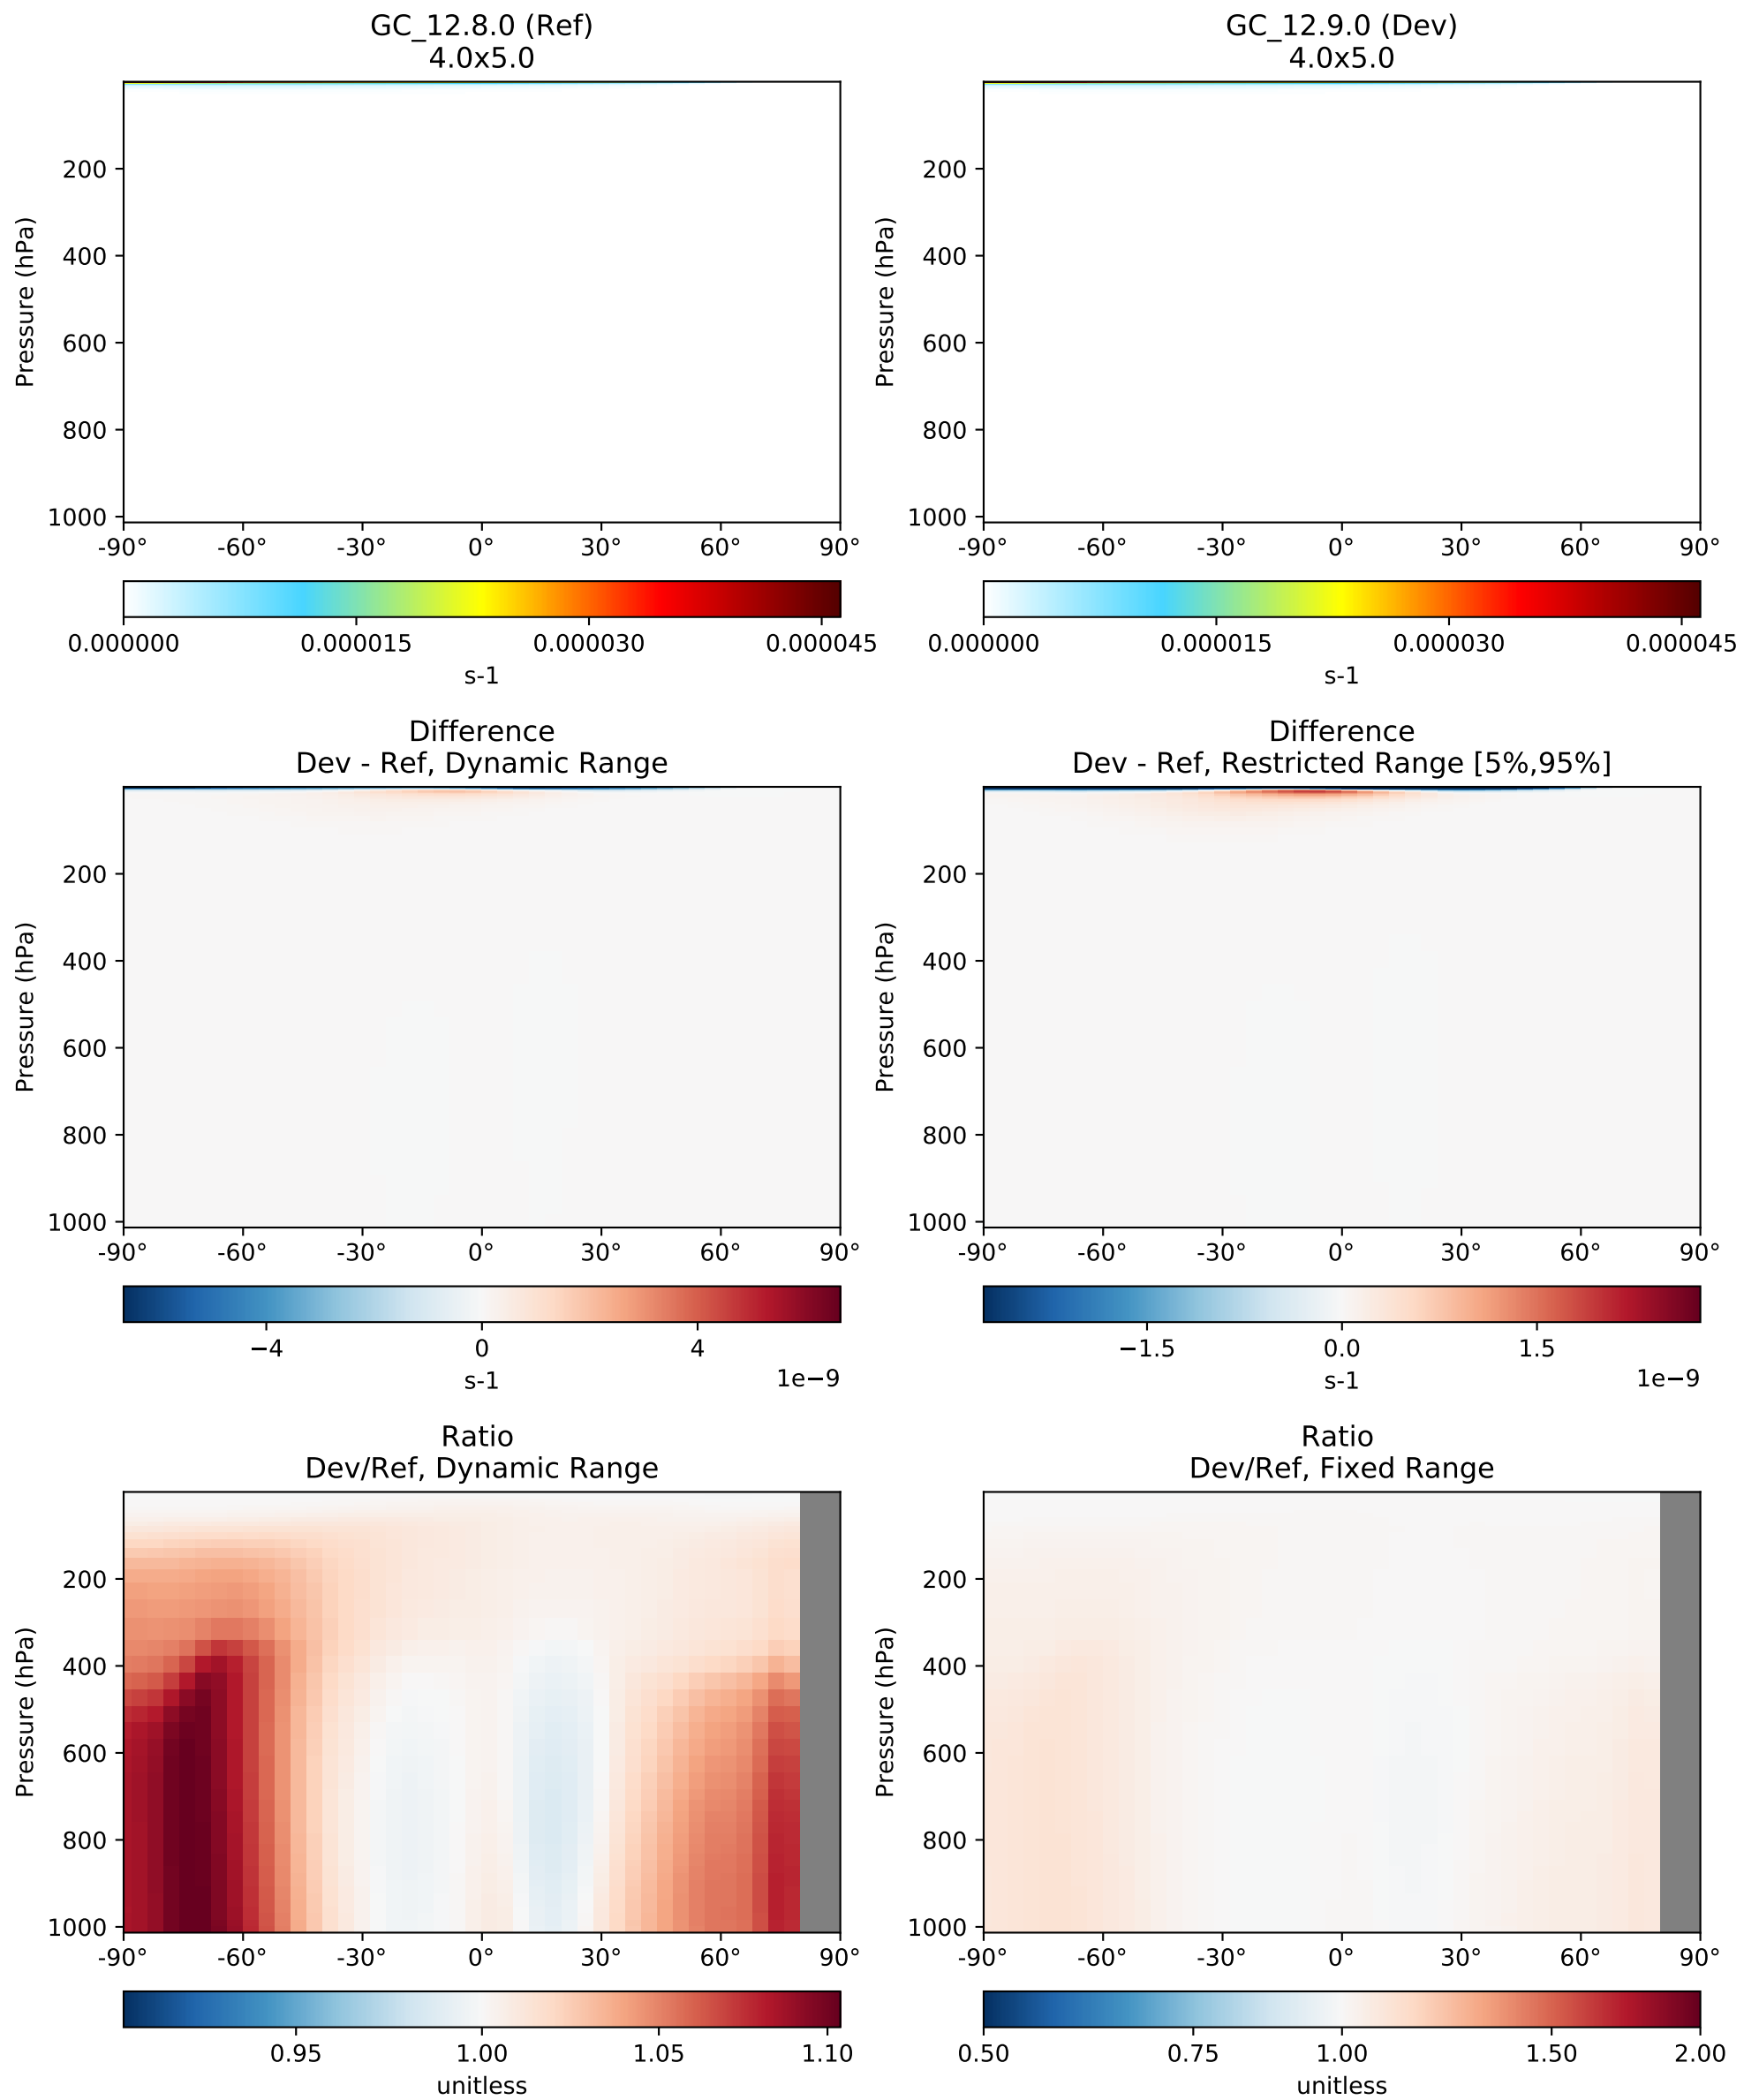 GC_12.8.0 (Ref)
4.0x5.0
Pressure (hPa)
200
400
600
800
1000
-90° -60° -30° 0° 30° 60° 90°
0.000000 0.000015 0.000030 0.000045
s-1
GC_12.9.0 (Dev)
4.0x5.0
Pressure (hPa)
200
400
600
800
1000
-90° -60° -30° 0° 30° 60° 90°
0.000000 0.000015 0.000030 0.000045
s-1
Difference
Dev - Ref, Dynamic Range
Pressure (hPa)
200
400
600
800
1000
-90° -60° -30° 0° 30° 60° 90°
−4 0 4
s-1 1e−9
Difference
Dev - Ref, Restricted Range [5%,95%]
Pressure (hPa)
200
400
600
800
1000
-90° -60° -30° 0° 30° 60° 90°
−1.5 0.0 1.5
s-1 1e−9
Ratio
Dev/Ref, Dynamic Range
Pressure (hPa)
200
400
600
800
1000
-90° -60° -30° 0° 30° 60° 90°
0.95 1.00 1.05 1.10
unitless
Ratio
Dev/Ref, Fixed Range
Pressure (hPa)
200
400
600
800
1000
-90° -60° -30° 0° 30° 60° 90°
0.50 0.75 1.00 1.50 2.00
unitless